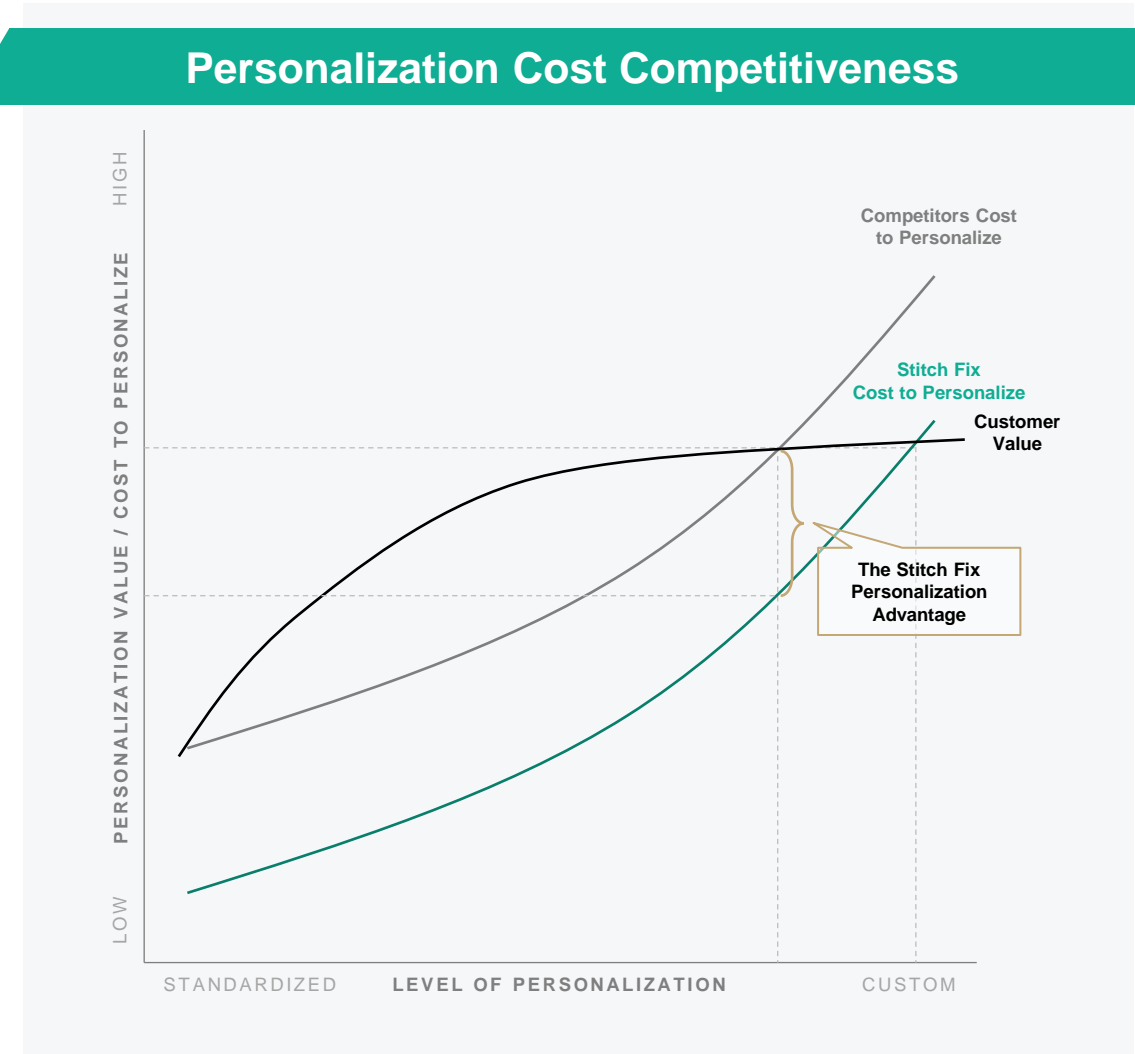 Personalization Cost Competitiveness
HIGH
PERSONALIZATION VALUE / COST TO PERSONALIZE
LOW
Competitors Cost
to Personalize
Stitch Fix
Cost to Personalize
Customer
Value
The Stitch Fix
Personalization
Advantage
STANDARDIZED
LEVEL OF PERSONALIZATION
CUSTOM